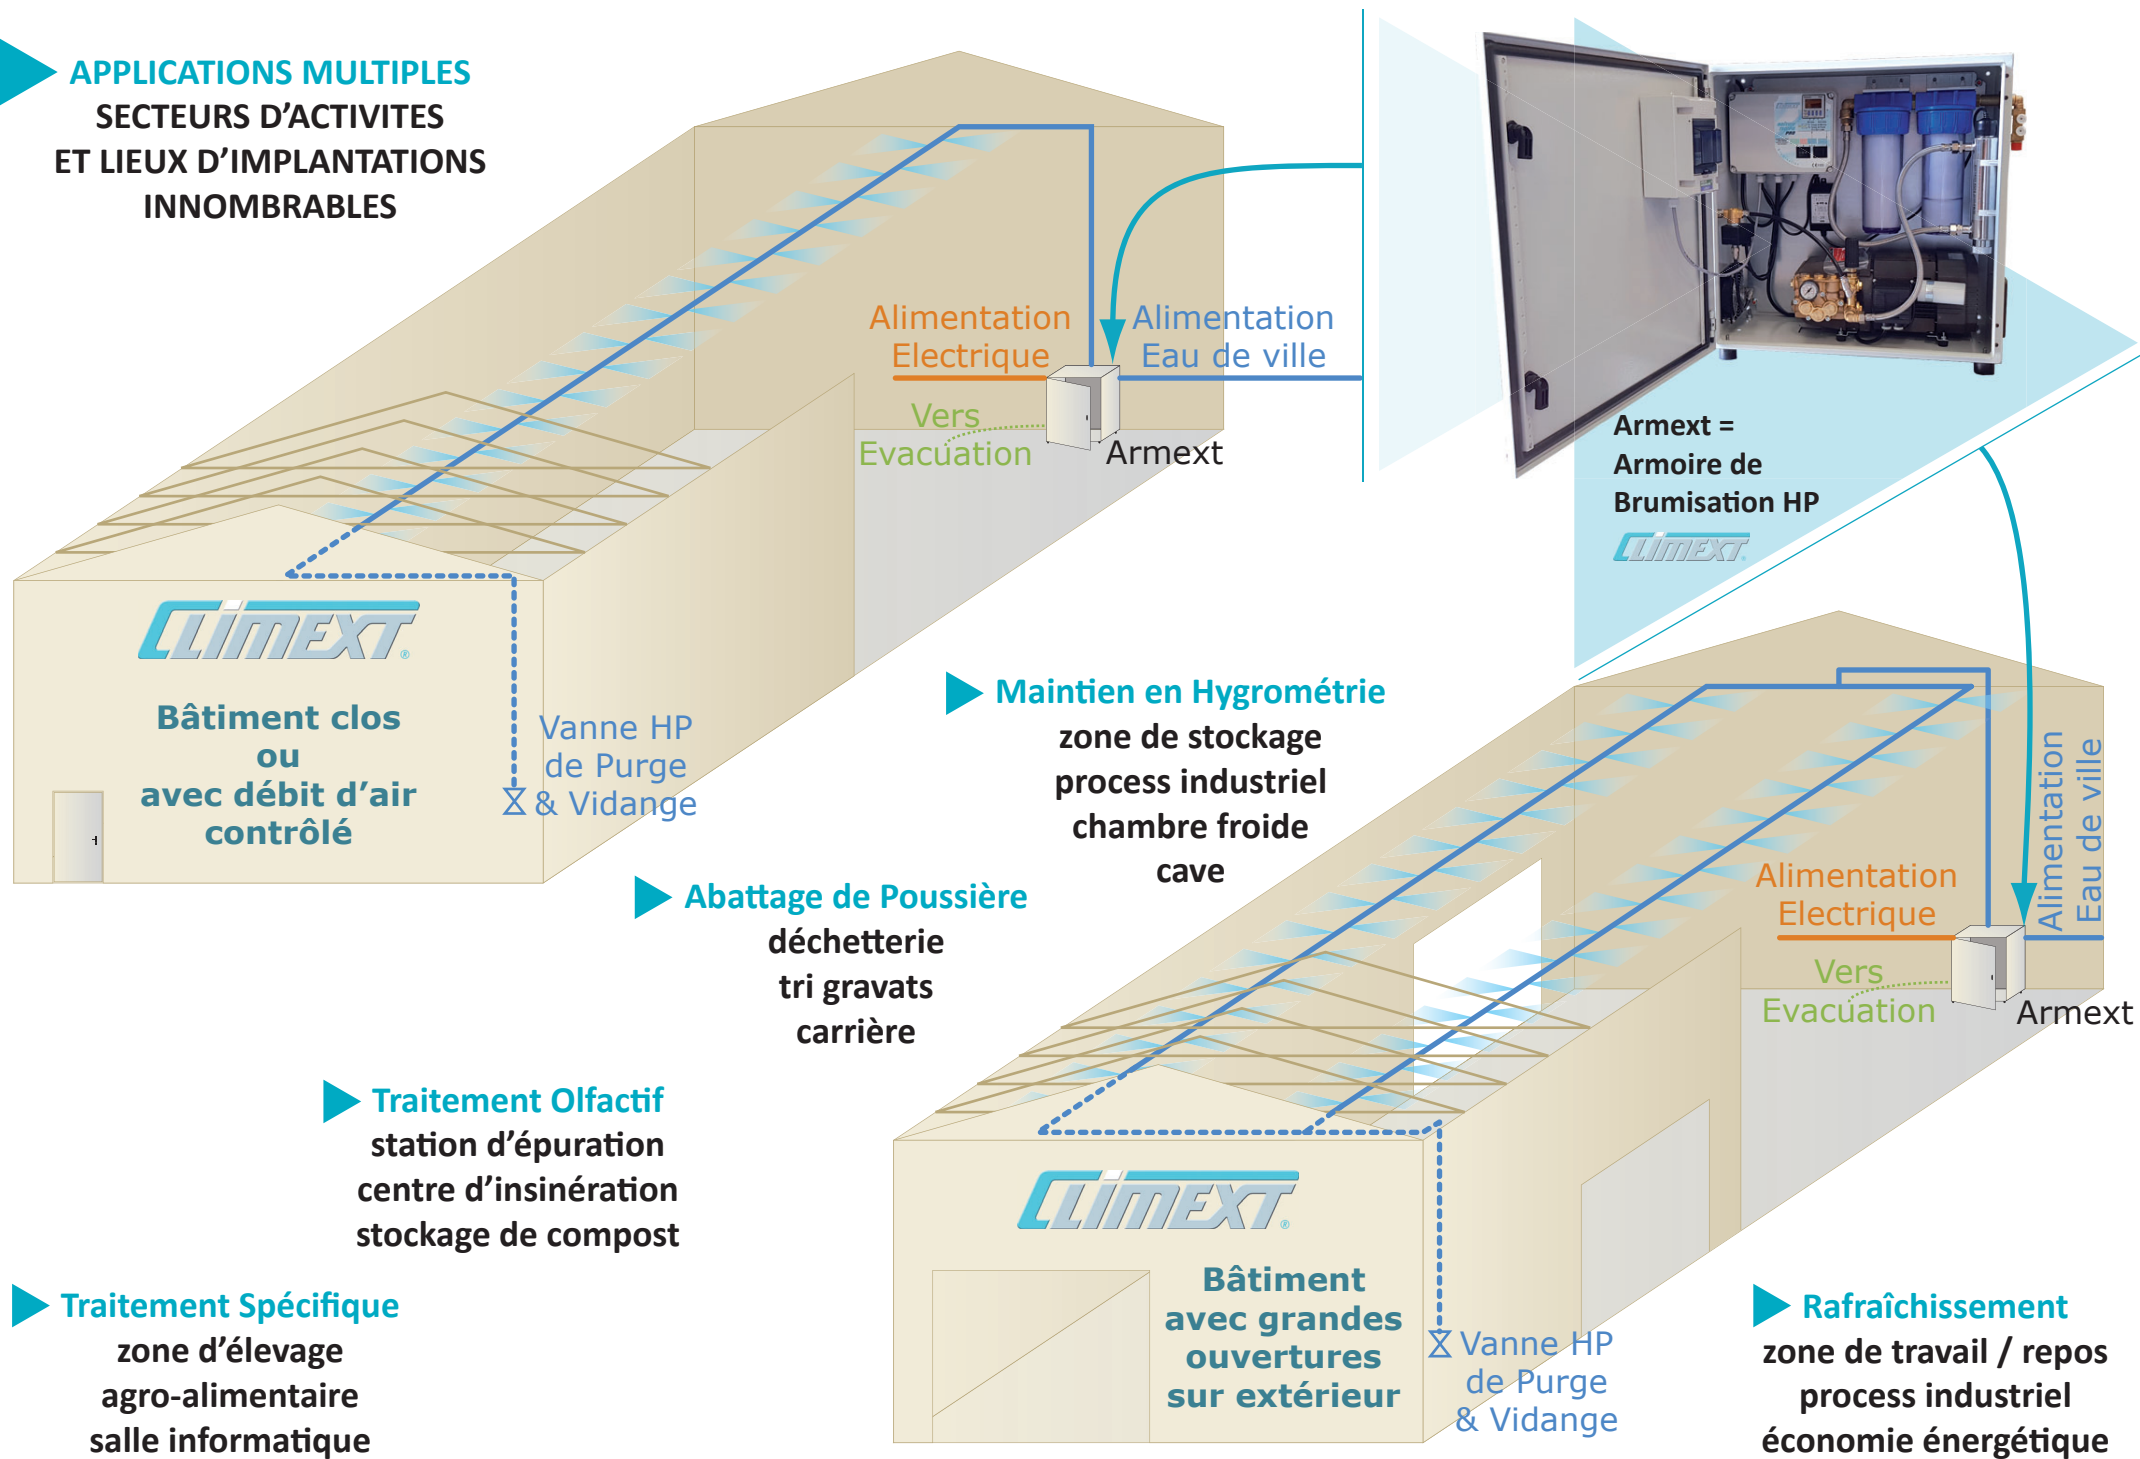 APPLICATIONS MULTIPLES
SECTEURS D'ACTIVITES
ET LIEUX D'IMPLANTATIONS
INNOMBRABLES
Alimentation
Electrique
Alimentation
Eau de ville
Vers
Evacuation
Armext
Armext =
Armoire de
Brumisation HP
CLIMEXT
CLIMEXT®
Bâtiment clos
ou
avec débit d'air
contrôlé
Vanne HP
de Purge
& Vidange
Maintien en Hygrométrie
zone de stockage
process industriel
chambre froide
cave
Abattage de Poussière
déchetterie
tri gravats
carrière
Traitement Olfactif
station d'épuration
centre d'insinération
stockage de compost
Traitement Spécifique
zone d'élevage
agro-alimentaire
salle informatique
Alimentation
Eau de ville
Alimentation
Electrique
Vers
Evacuation
Armext
CLIMEXT®
Bâtiment
avec grandes
ouvertures
sur extérieur
Vanne HP
de Purge
& Vidange
Rafraîchissement
zone de travail / repos
process industriel
économie énergétique